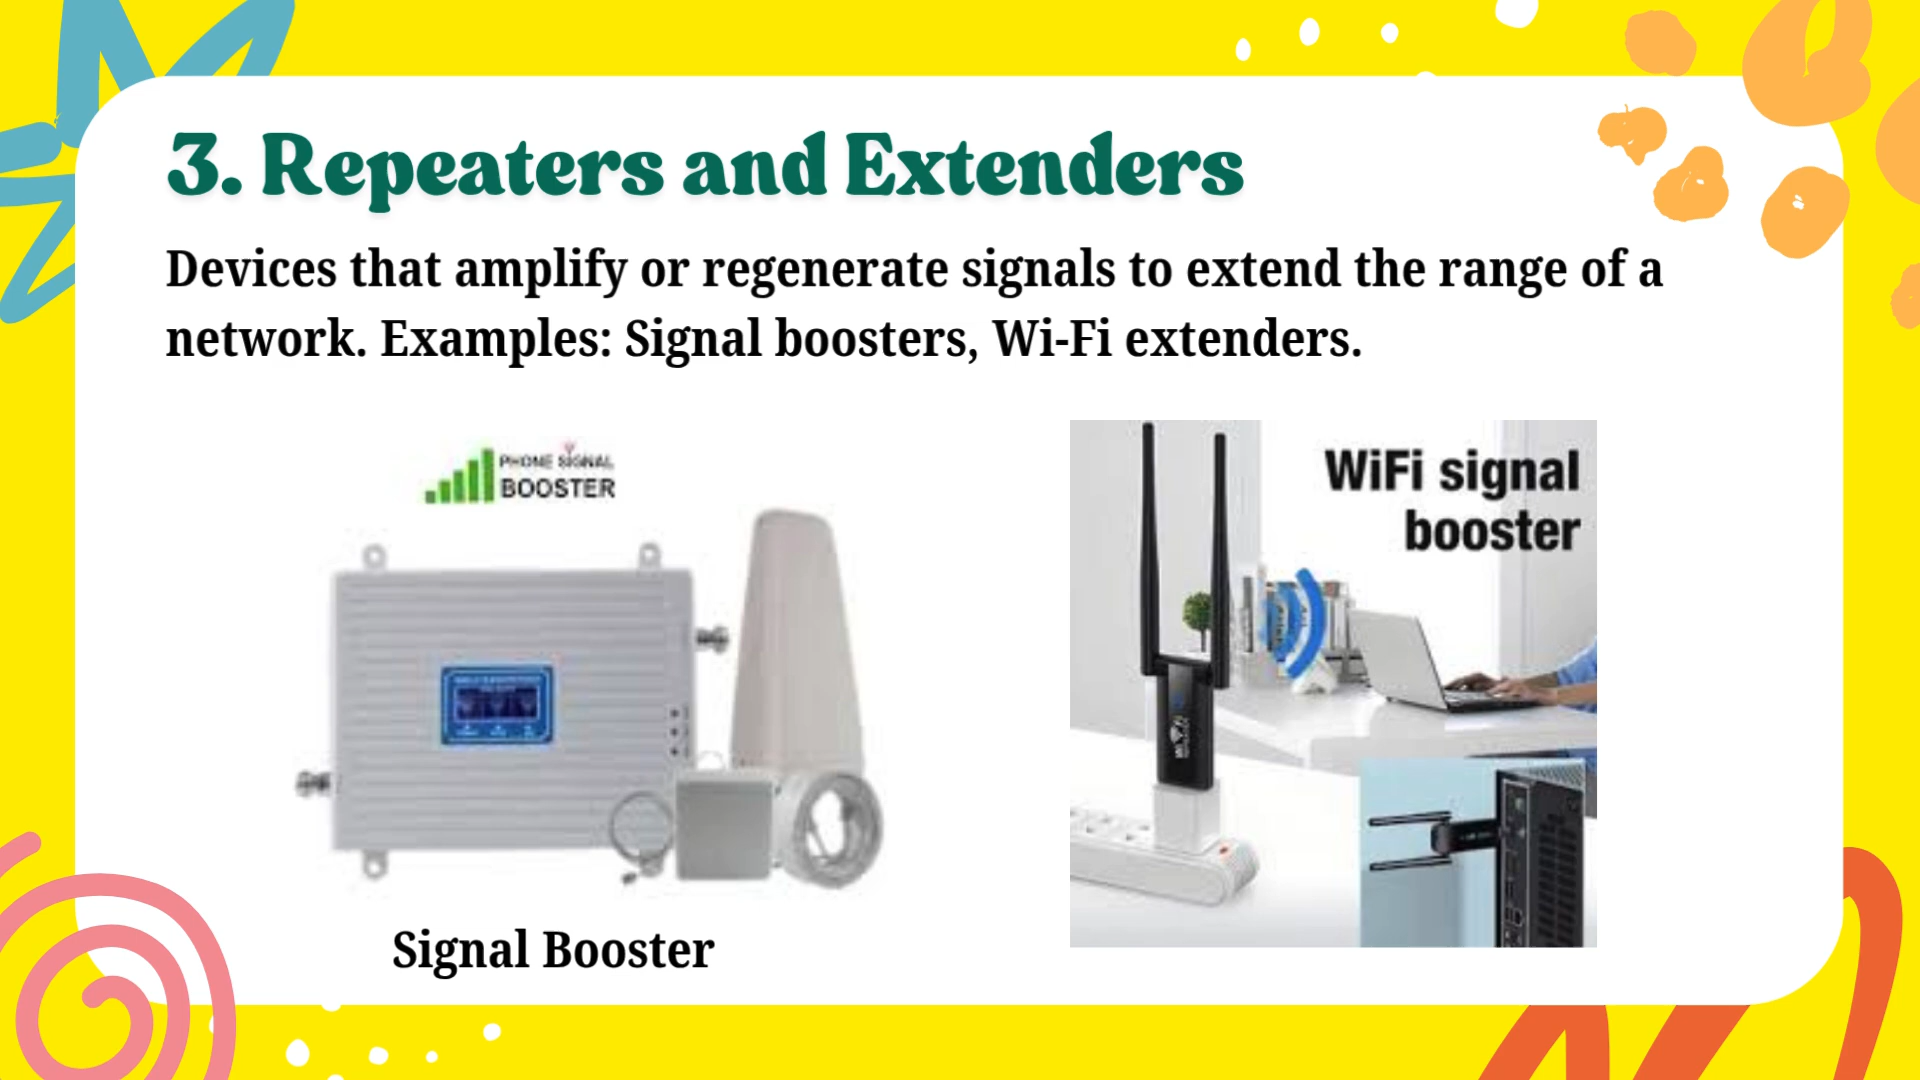 3. Repeaters and Extenders
Devices that amplify or regenerate signals to extend the range of a
network. Examples: Signal boosters, Wi-Fi extenders.
PHONE SIGNAL
BOOSTER
WiFi signal
booster
Signal Booster